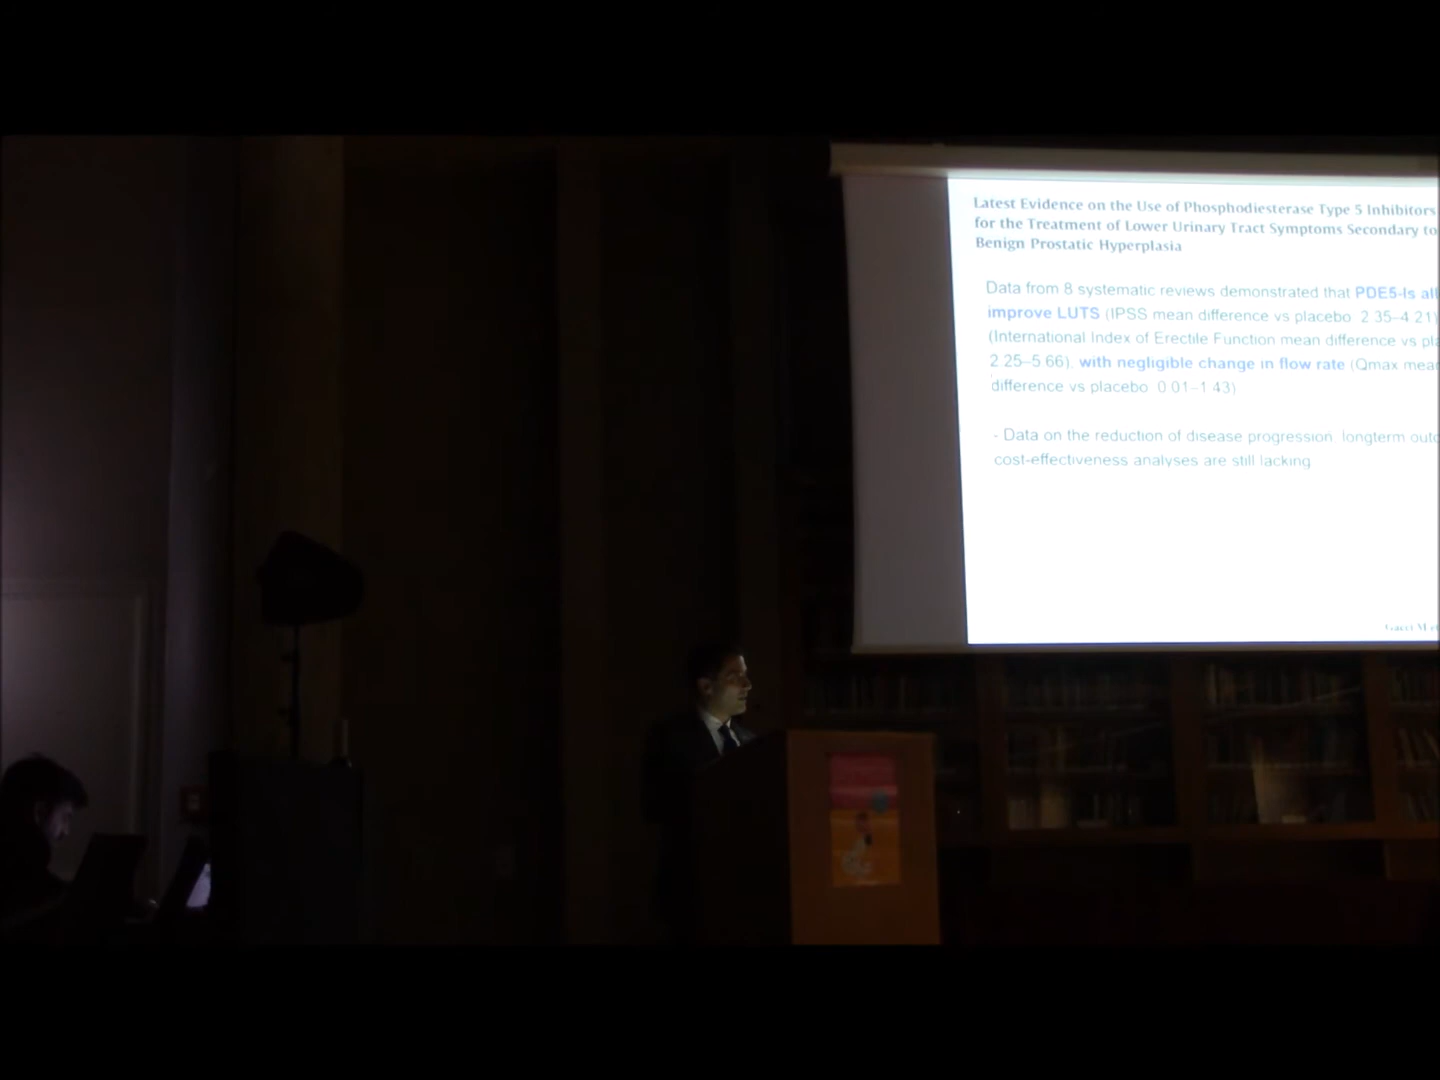 Latest Evidence on the Use of Phosphodiesterase Type 5 Inhibitors
for the Treatment of Lower Urinary Tract Symptoms Secondary to
Benign Prostatic Hyperplasia
Data from 8 systematic reviews demonstrated that PDE5-Is
improve LUTS (IPSS mean difference vs placebo 2.35–4.21)
(International Index of Erectile Function mean difference vs
2.25–5.66), with negligible change in flow rate (Qmax
difference vs placebo 0.01–1.43)
- Data on the reduction of disease progression longterm
cost-effectiveness analyses are still lacking